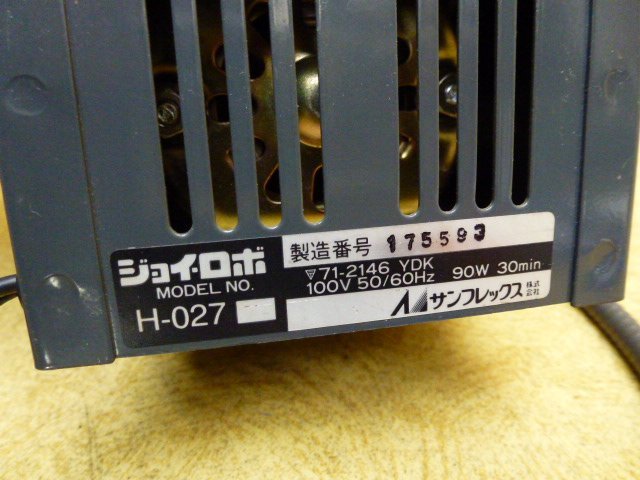 ジョイ・ロボ
MODEL NO.
H-027
製造番号 175593
▽71-2146 YDK
100V 50/60Hz 90W 30min
サンフレックス株式会社